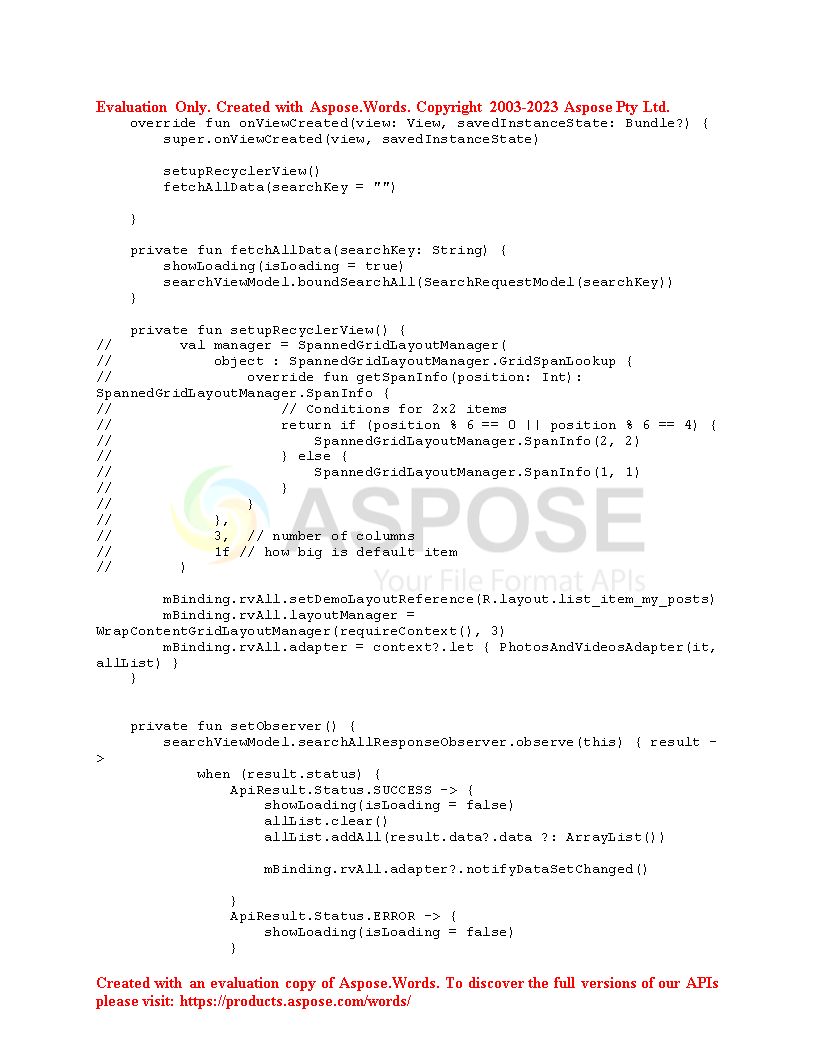 Evaluation Only. Created with Aspose.Words. Copyright 2003-2023 Aspose Pty Ltd.
    override fun onViewCreated(view: View, savedInstanceState: Bundle?) {
        super.onViewCreated(view, savedInstanceState)

        setupRecyclerView()
        fetchAllData(searchKey = "")

    }

    private fun fetchAllData(searchKey: String) {
        showLoading(isLoading = true)
        searchViewModel.boundSearchAll(SearchRequestModel(searchKey))
    }

    private fun setupRecyclerView() {
//        val manager = SpannedGridLayoutManager(
//            object : SpannedGridLayoutManager.GridSpanLookup {
//                override fun getSpanInfo(position: Int):
SpannedGridLayoutManager.SpanInfo {
//                    // Conditions for 2x2 items
//                    return if (position % 6 == 0 || position % 6 == 4) {
//                        SpannedGridLayoutManager.SpanInfo(2, 2)
//                    } else {
//                        SpannedGridLayoutManager.SpanInfo(1, 1)
//                    }
//                }
//            },
//            3,  // number of columns
//            1f // how big is default item
//        )
ASPOSE
Your File Format APIs

        mBinding.rvAll.setDemoLayoutReference(R.layout.list_item_my_posts)
        mBinding.rvAll.layoutManager =
WrapContentGridLayoutManager(requireContext(), 3)
        mBinding.rvAll.adapter = context?.let { PhotosAndVideosAdapter(it,
allList) }
    }


    private fun setObserver() {
        searchViewModel.searchAllResponseObserver.observe(this) { result -
>
            when (result.status) {
                ApiResult.Status.SUCCESS -> {
                    showLoading(isLoading = false)
                    allList.clear()
                    allList.addAll(result.data?.data ?: ArrayList())

                    mBinding.rvAll.adapter?.notifyDataSetChanged()

                }
                ApiResult.Status.ERROR -> {
                    showLoading(isLoading = false)
                }

Created with an evaluation copy of Aspose.Words. To discover the full versions of our APIs
please visit: https://products.aspose.com/words/